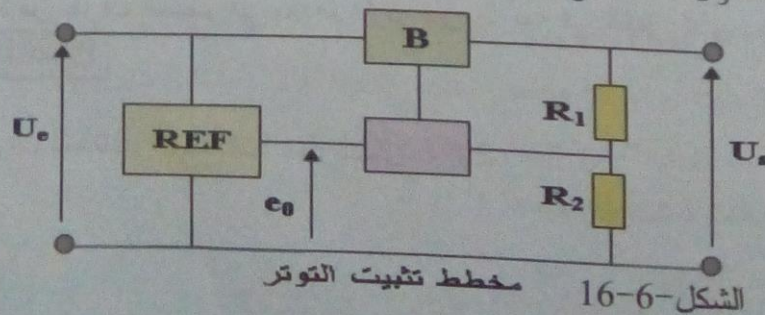 B
R₁
Uₑ
REF
e₀
R₂
مخطط تثبيت التوتر
الشكل-6-16